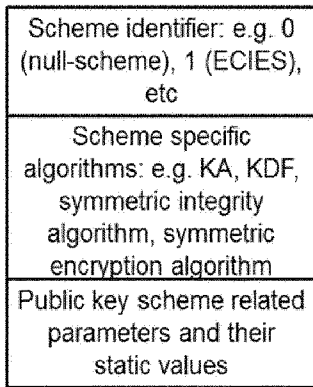 Scheme identifier: e.g. 0
(null-scheme), 1 (ECIES),
etc
Scheme specific
algorithms: e.g. KA, KDF,
symmetric integrity
algorithm, symmetric
encryption algorithm
Public key scheme related
parameters and their
static values